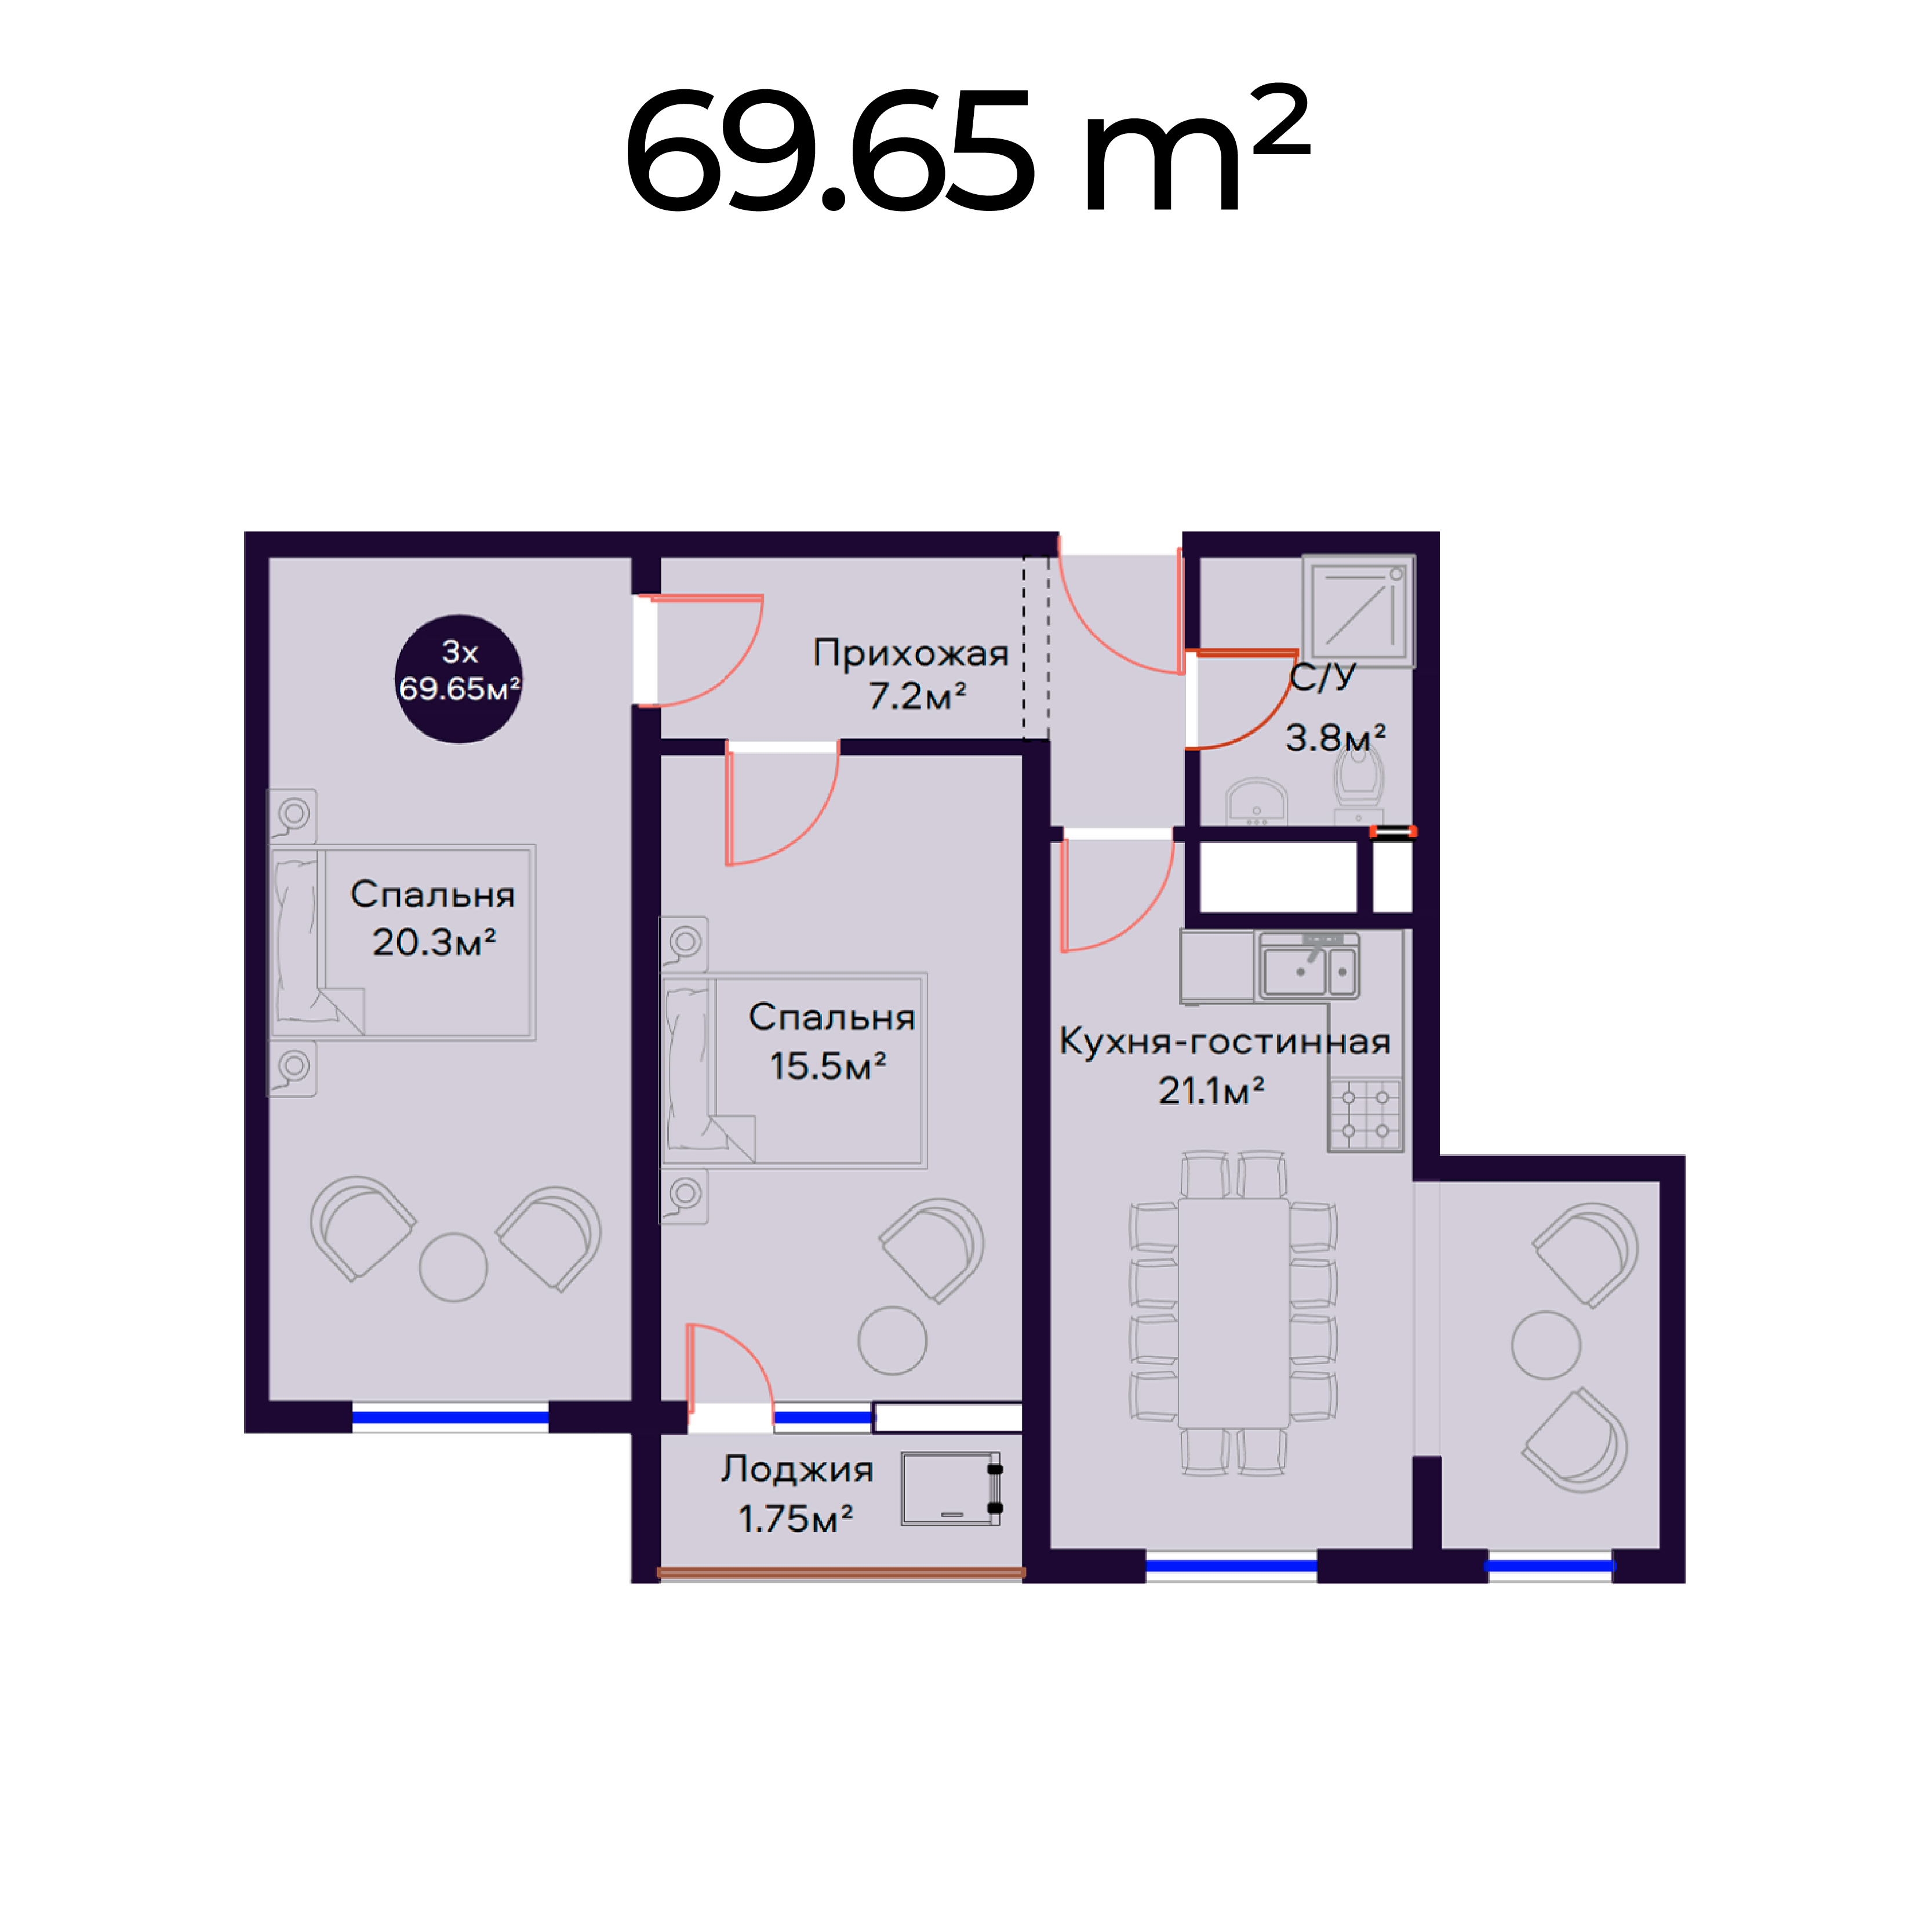 69.65 m²
3х
69.65м²
Прихожая
7.2м²
С/У
3.8м²
Спальня
20.3м²
Спальня
15.5м²
Кухня-гостинная
21.1м²
Лоджия
1.75м²